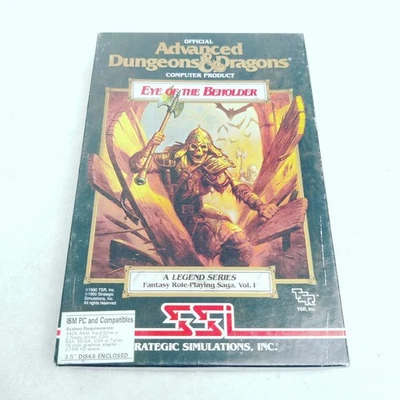 OFFICIAL
Advanced
Dungeons & Dragons®
COMPUTER PRODUCT
EYE OF THE BEHOLDER
A LEGEND SERIES
Fantasy Role-Playing Saga, Vol. I
©1990 TSR, Inc.
©1990 Strategic
Simulations, Inc.
All rights reserved
TSR
TSR, Inc.
SSI
STRATEGIC SIMULATIONS, INC.
IBM PC and Compatibles
System Requirements:
3.5" DISKS ENCLOSED